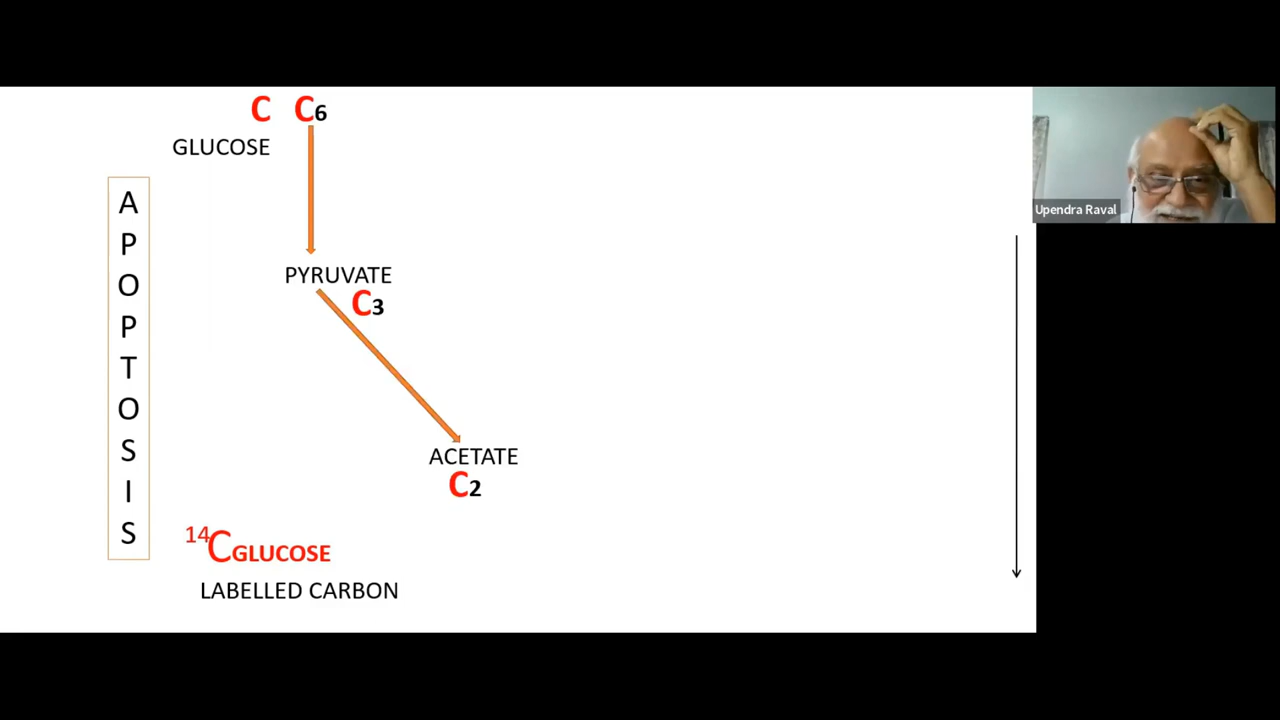 C C6
GLUCOSE
A
P
O
P
T
O
S
I
S
PYRUVATE
C3
ACETATE
C2
14CGLUCOSE
LABELLED CARBON
Upendra Raval